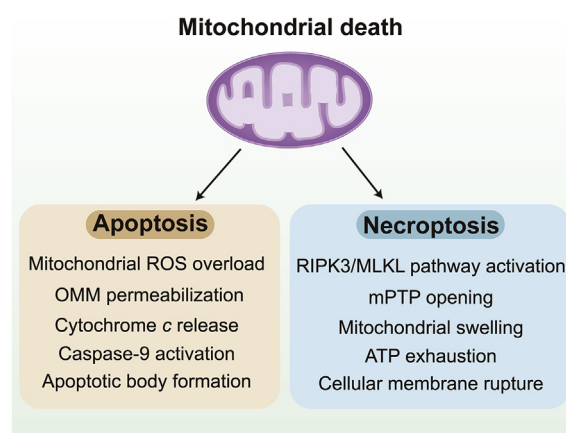 Mitochondrial death
Apoptosis
Mitochondrial ROS overload
OMM permeabilization
Cytochrome c release
Caspase-9 activation
Apoptotic body formation
Necroptosis
RIPK3/MLKL pathway activation
mPTP opening
Mitochondrial swelling
ATP exhaustion
Cellular membrane rupture